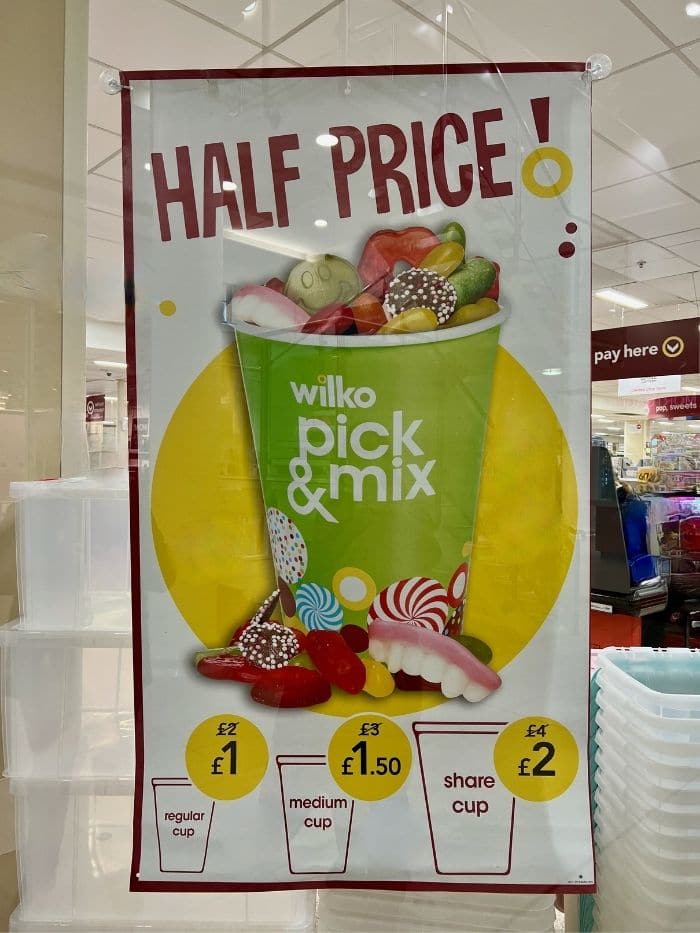 HALF PRICE!
wilko
pick
&mix
£2
£1
regular
cup
£3
£1.50
medium
cup
£4
£2
share
cup
pay here
pop, sweets